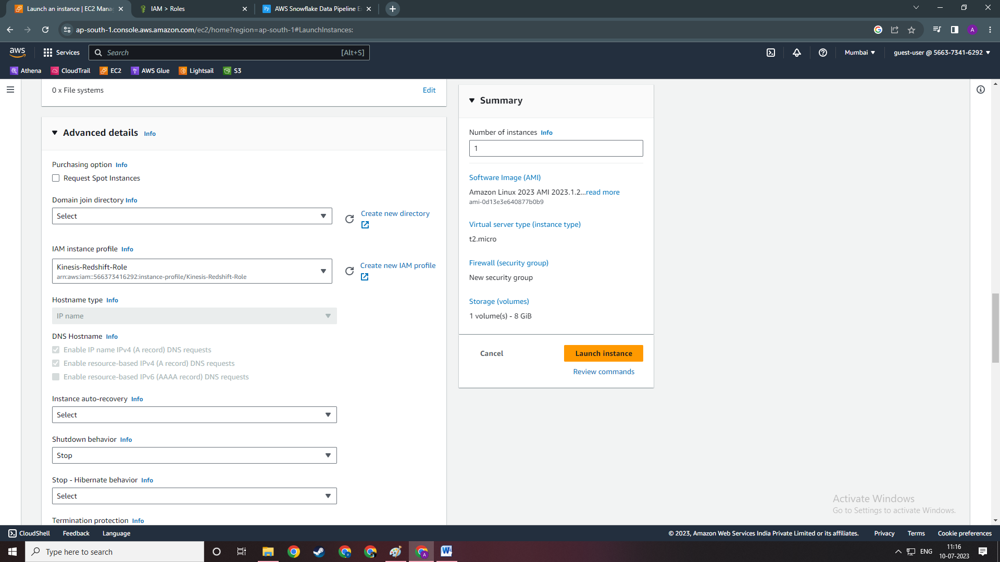 Launch an instance | EC2 Mana
IAM > Roles
AWS Snowflake Data Pipeline E
ap-south-1.console.aws.amazon.com/ec2/home?region=ap-south-1#LaunchInstances:
A
aws
Services
Search
[Alt+S]
Mumbai
guest-user @ 5663-7341-6292
Athena
CloudTrail
EC2
AWS Glue
Lightsail
S3
0 x File systems
Edit
Advanced details Info
Purchasing option Info
Request Spot Instances
Domain join directory Info
Select
Create new directory
IAM instance profile Info
Kinesis-Redshift-Role
arn:aws:iam::566373416292:instance-profile/Kinesis-Redshift-Role
Create new IAM profile
Hostname type Info
IP name
DNS Hostname Info
Enable IP name IPv4 (A record) DNS requests
Enable resource-based IPv4 (A record) DNS requests
Enable resource-based IPv6 (AAAA record) DNS requests
Instance auto-recovery Info
Select
Shutdown behavior Info
Stop
Stop - Hibernate behavior Info
Select
Termination protection Info
Summary
Number of instances Info
1
Software Image (AMI)
Amazon Linux 2023 AMI 2023.1.2...read more
ami-0d13e3e640877b0b9
Virtual server type (instance type)
t2.micro
Firewall (security group)
New security group
Storage (volumes)
1 volume(s) - 8 GiB
Cancel
Launch instance
Review commands
Activate Windows
Go to Settings to activate Windows.
CloudShell
Feedback
Language
© 2023, Amazon Web Services India Private Limited or its affiliates.
Privacy
Terms
Cookie preferences
Type here to search
ENG
11:16
10-07-2023